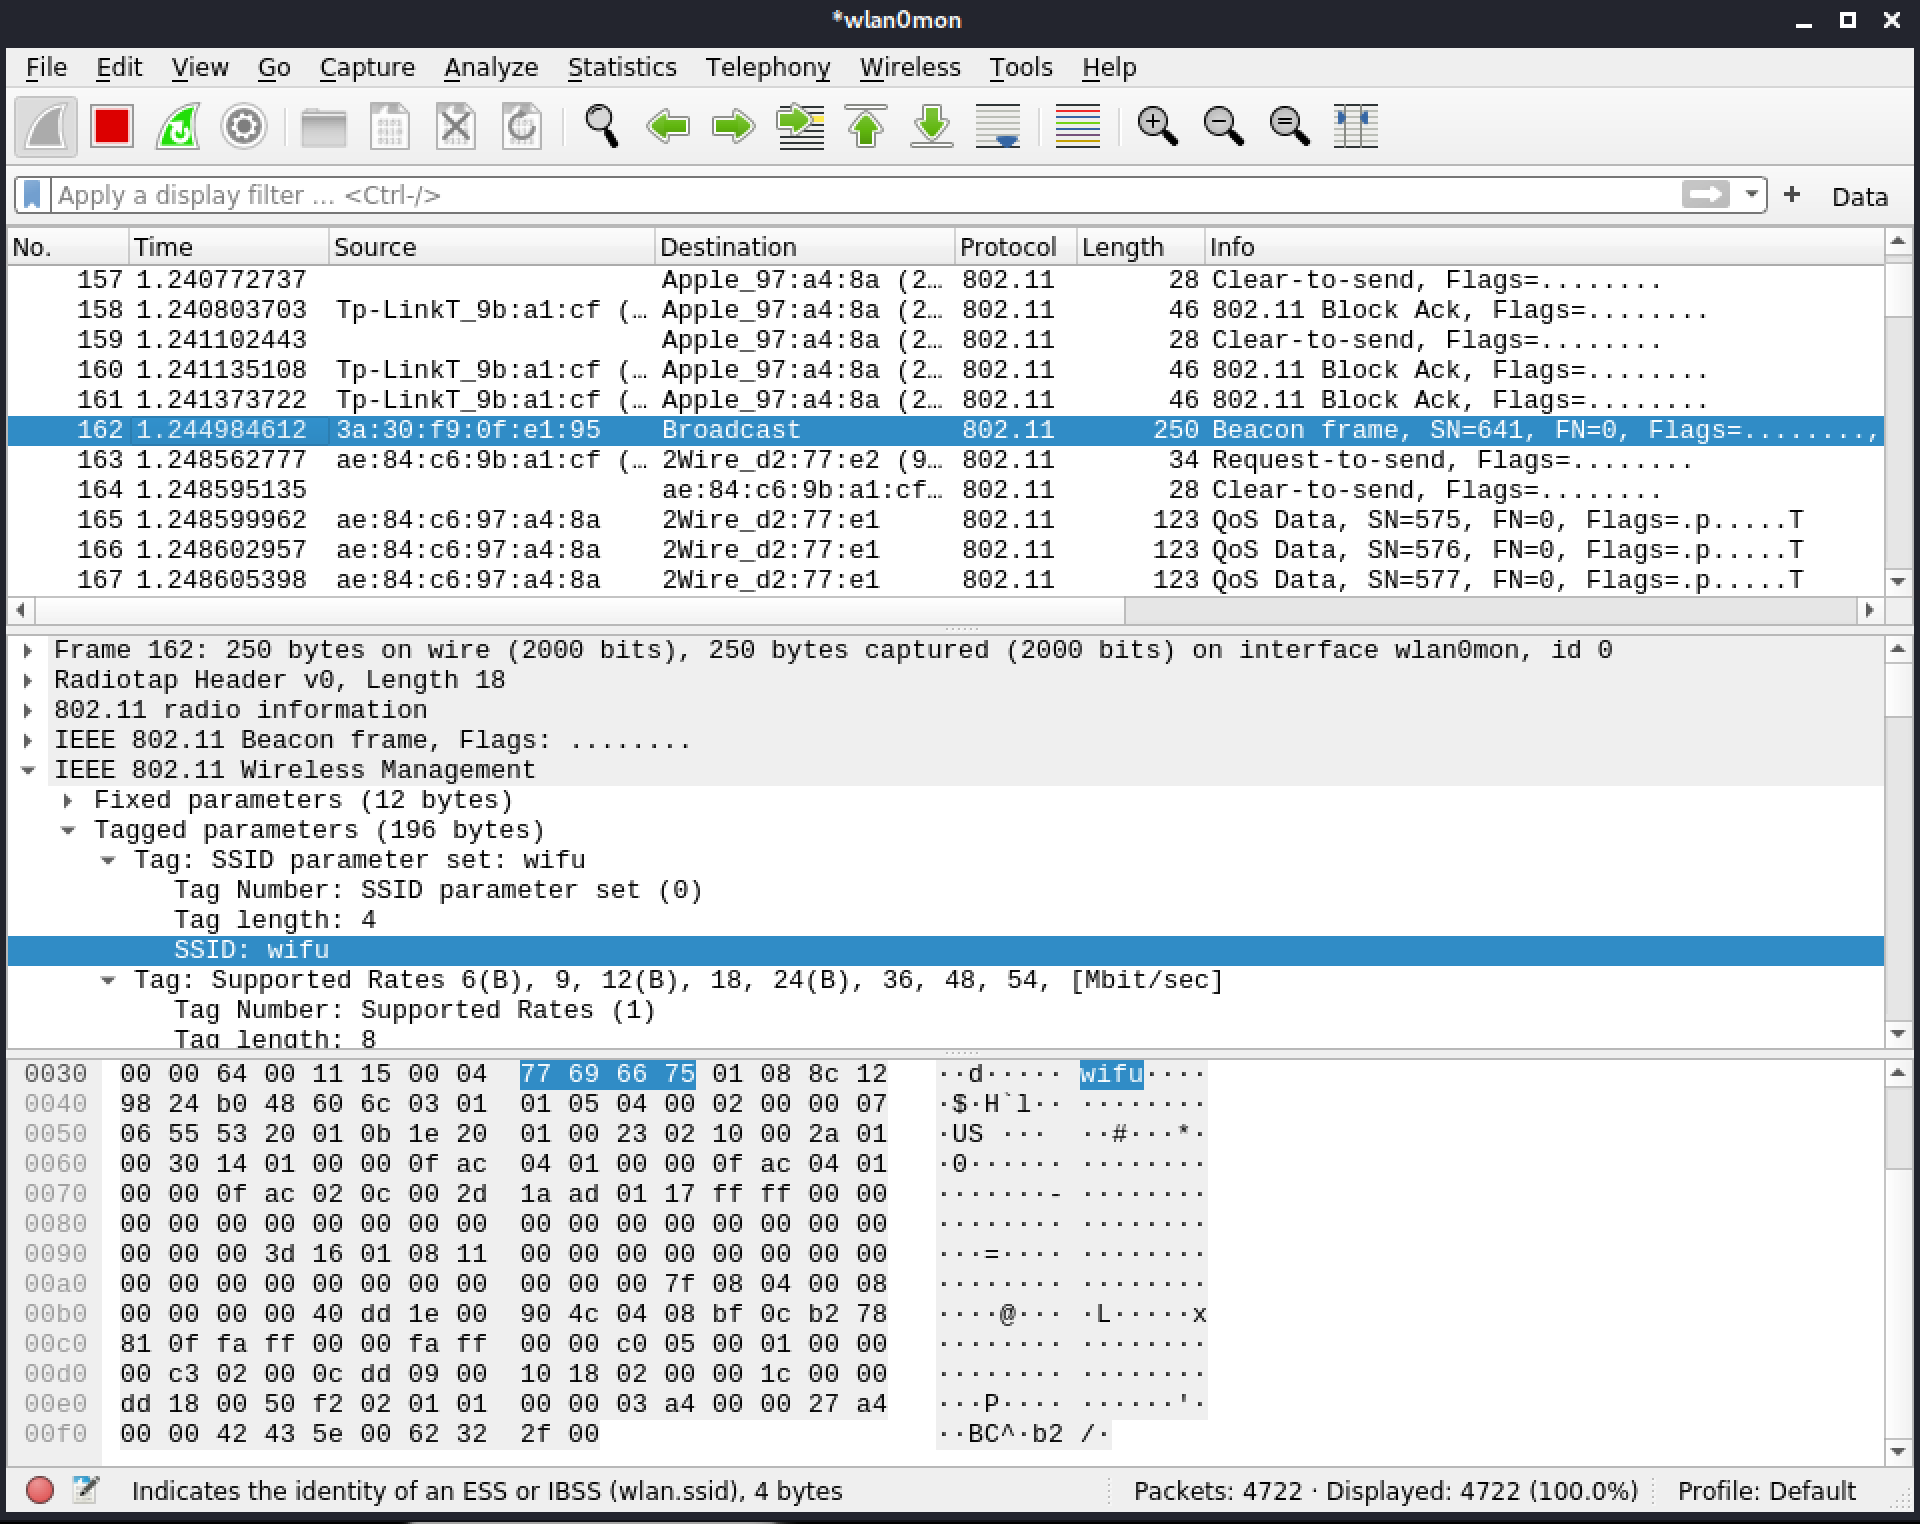 *wlan0mon
File Edit View Go Capture Analyze Statistics Telephony Wireless Tools Help
Apply a display filter … <Ctrl-/> + Data
No. Time Source Destination Protocol Length Info
157 1.240772737 Apple_97:a4:8a (2… 802.11 28 Clear-to-send, Flags=........
158 1.240803703 Tp-LinkT_9b:a1:cf (… Apple_97:a4:8a (2… 802.11 46 802.11 Block Ack, Flags=........
159 1.241102443 Apple_97:a4:8a (2… 802.11 28 Clear-to-send, Flags=........
160 1.241135108 Tp-LinkT_9b:a1:cf (… Apple_97:a4:8a (2… 802.11 46 802.11 Block Ack, Flags=........
161 1.241373722 Tp-LinkT_9b:a1:cf (… Apple_97:a4:8a (2… 802.11 46 802.11 Block Ack, Flags=........
162 1.244984612 3a:30:f9:0f:e1:95 Broadcast 802.11 250 Beacon frame, SN=641, FN=0, Flags=........,
163 1.248562777 ae:84:c6:9b:a1:cf (… 2Wire_d2:77:e2 (9… 802.11 34 Request-to-send, Flags=........
164 1.248595135 ae:84:c6:9b:a1:cf… 802.11 28 Clear-to-send, Flags=........
165 1.248599962 ae:84:c6:97:a4:8a 2Wire_d2:77:e1 802.11 123 QoS Data, SN=575, FN=0, Flags=.p.....T
166 1.248602957 ae:84:c6:97:a4:8a 2Wire_d2:77:e1 802.11 123 QoS Data, SN=576, FN=0, Flags=.p.....T
167 1.248605398 ae:84:c6:97:a4:8a 2Wire_d2:77:e1 802.11 123 QoS Data, SN=577, FN=0, Flags=.p.....T
Frame 162: 250 bytes on wire (2000 bits), 250 bytes captured (2000 bits) on interface wlan0mon, id 0
Radiotap Header v0, Length 18
802.11 radio information
IEEE 802.11 Beacon frame, Flags: ........
IEEE 802.11 Wireless Management
Fixed parameters (12 bytes)
Tagged parameters (196 bytes)
Tag: SSID parameter set: wifu
Tag Number: SSID parameter set (0)
Tag length: 4
SSID: wifu
Tag: Supported Rates 6(B), 9, 12(B), 18, 24(B), 36, 48, 54, [Mbit/sec]
Tag Number: Supported Rates (1)
Tag length: 8
0030 00 00 64 00 11 15 00 04 77 69 66 75 01 08 8c 12 ··d····· wifu····
0040 98 24 b0 48 60 6c 03 01 01 05 04 00 02 00 00 07 ·$·H`l·· ········
0050 06 55 53 20 01 0b 1e 20 01 00 23 02 10 00 2a 01 ·US ··· ··#···*·
0060 00 30 14 01 00 00 0f ac 04 01 00 00 0f ac 04 01 ·0······ ········
0070 00 00 0f ac 02 0c 00 2d 1a ad 01 17 ff ff 00 00 ·······- ········
0080 00 00 00 00 00 00 00 00 00 00 00 00 00 00 00 00 ········ ········
0090 00 00 00 3d 16 01 08 11 00 00 00 00 00 00 00 00 ···=···· ········
00a0 00 00 00 00 00 00 00 00 00 00 00 7f 08 04 00 08 ········ ········
00b0 00 00 00 00 40 dd 1e 00 90 4c 04 08 bf 0c b2 78 ····@··· ·L·····x
00c0 81 0f fa ff 00 00 fa ff 00 00 c0 05 00 01 00 00 ········ ········
00d0 00 c3 02 00 0c dd 09 00 10 18 02 00 00 1c 00 00 ········ ········
00e0 dd 18 00 50 f2 02 01 01 00 00 03 a4 00 00 27 a4 ···P···· ······'·
00f0 00 00 42 43 5e 00 62 32 2f 00 ··BC^·b2 /·
Indicates the identity of an ESS or IBSS (wlan.ssid), 4 bytes Packets: 4722 · Displayed: 4722 (100.0%) Profile: Default